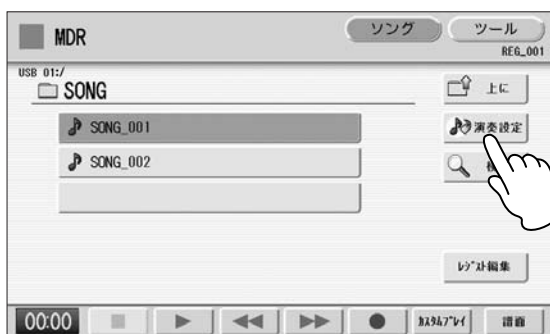 MDR
ソング
ツール
REG_001
USB 01:/
SONG
上に
SONG_001
演奏設定
SONG_002
レジスト編集
00:00
カスタムプレイ
譜面